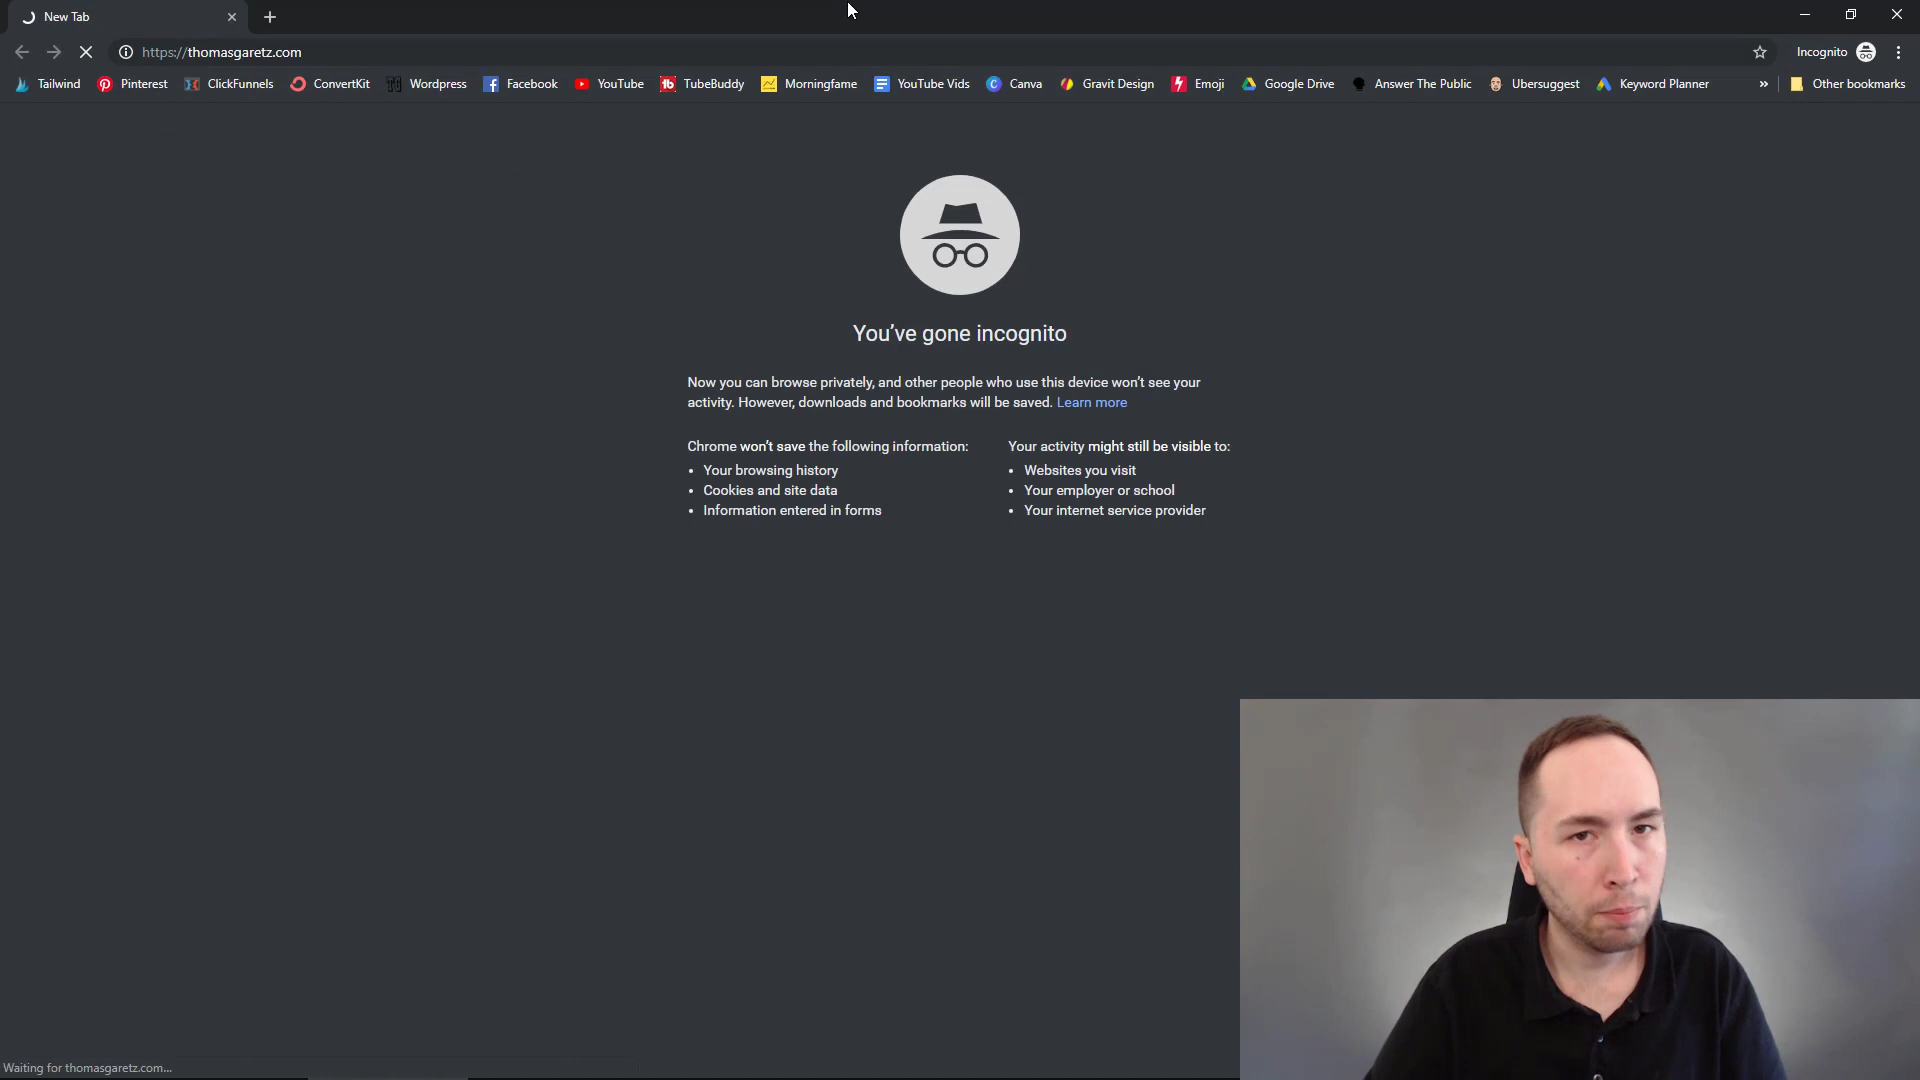 New Tab
https://thomasgaretz.com
Incognito
Tailwind Pinterest ClickFunnels ConvertKit Wordpress Facebook YouTube TubeBuddy Morningfame YouTube Vids Canva Gravit Design Emoji Google Drive Answer The Public Ubersuggest Keyword Planner » Other bookmarks
You've gone incognito
Now you can browse privately, and other people who use this device won't see your
activity. However, downloads and bookmarks will be saved. Learn more
Chrome won't save the following information:
• Your browsing history
• Cookies and site data
• Information entered in forms
Your activity might still be visible to:
• Websites you visit
• Your employer or school
• Your internet service provider
Waiting for thomasgaretz.com...